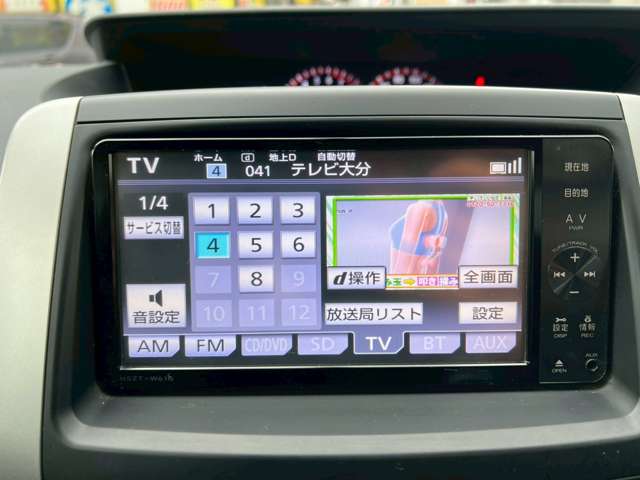 TV ホーム 4 d 地上D 041 自動切替 テレビ大分
1/4
サービス切替
1 2 3
4 5 6
7 8 9
10 11 12
音設定
d操作 全画面
放送局リスト 設定
AM FM CD/DVD SD TV BT AUX
現在地
目的地
AV
PWR
TUNE/TRACK
+
−
設定 情報
DISP REC
OPEN AUX